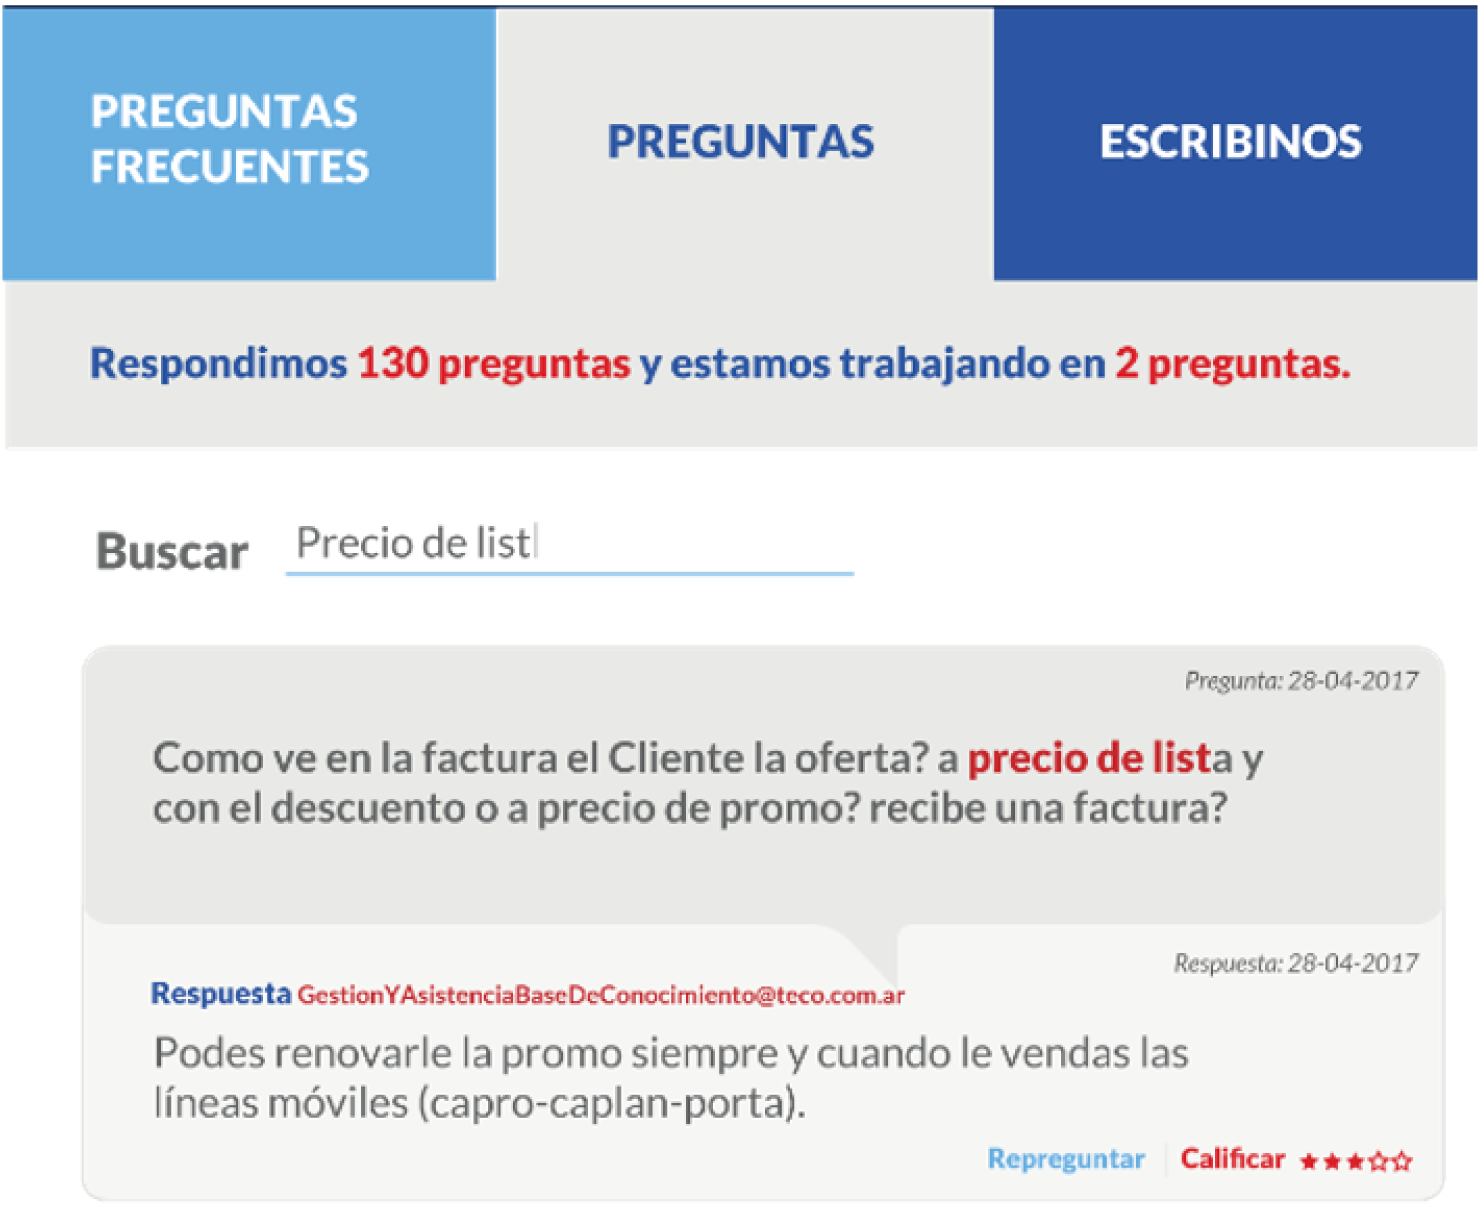 PREGUNTAS
FRECUENTES
PREGUNTAS
ESCRIBINOS
Respondimos 130 preguntas y estamos trabajando en 2 preguntas.
Buscar Precio de list
Pregunta: 28-04-2017
Como ve en la factura el Cliente la oferta? a precio de lista y
con el descuento o a precio de promo? recibe una factura?
Respuesta: 28-04-2017
Respuesta GestionYAsistenciaBaseDeConocimiento@teco.com.ar
Podes renovarle la promo siempre y cuando le vendas las
líneas móviles (capro-caplan-porta).
Repreguntar Calificar